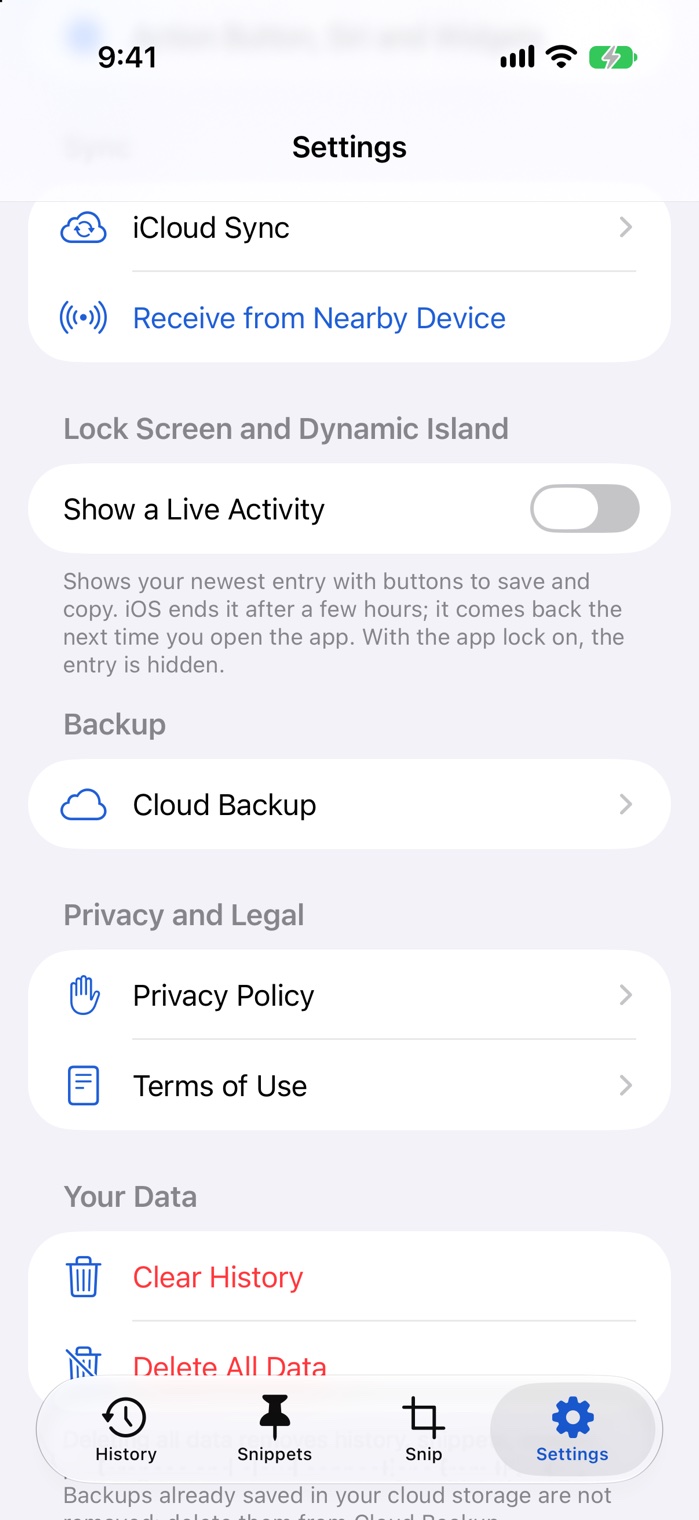 9:41
Settings
iCloud Sync
Receive from Nearby Device
Lock Screen and Dynamic Island
Show a Live Activity
Shows your newest entry with buttons to save and
copy. iOS ends it after a few hours; it comes back the
next time you open the app. With the app lock on, the
entry is hidden.
Backup
Cloud Backup
Privacy and Legal
Privacy Policy
Terms of Use
Your Data
Clear History
Delete All Data
History
Snippets
Snip
Settings
Backups already saved in your cloud storage are not